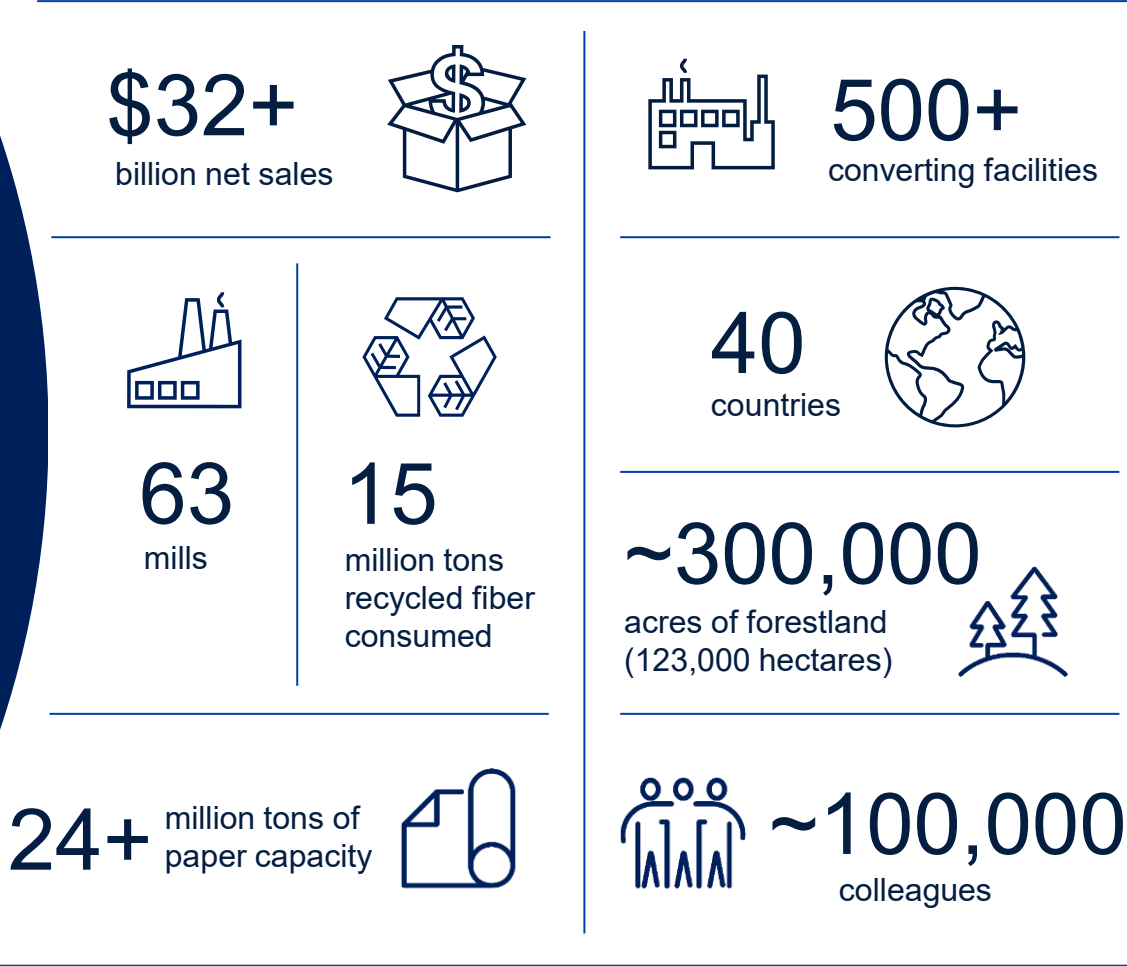 $32+
billion net sales
500+
converting facilities
63
mills
15
million tons
recycled fiber
consumed
40
countries
~300,000
acres of forestland
(123,000 hectares)
24+
million tons of
paper capacity
~100,000
colleagues